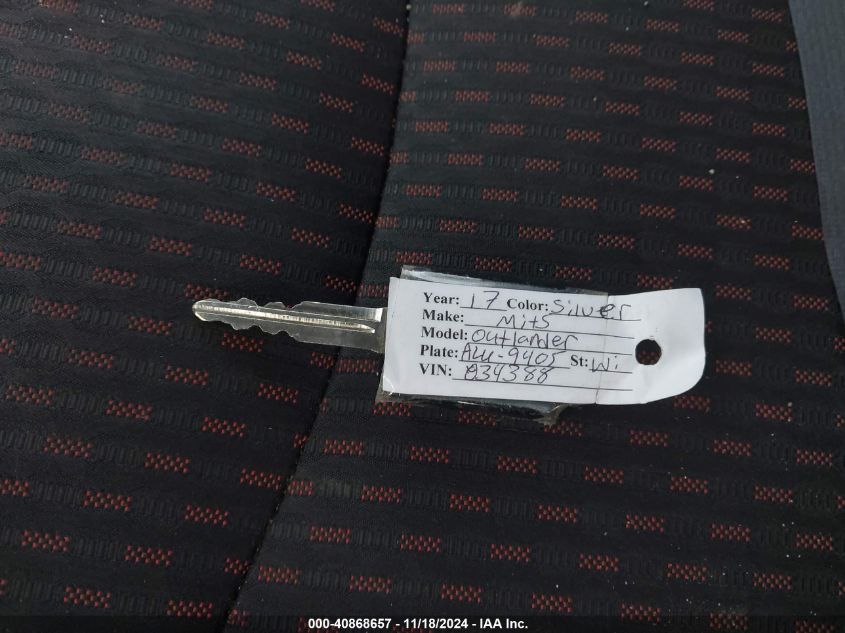 Year: 17 Color: Silver
Make: Mits
Model: Outlander
Plate: -9405 St: Wi
VIN: 034388
000-40868657 - 11/18/2024 - IAA Inc.